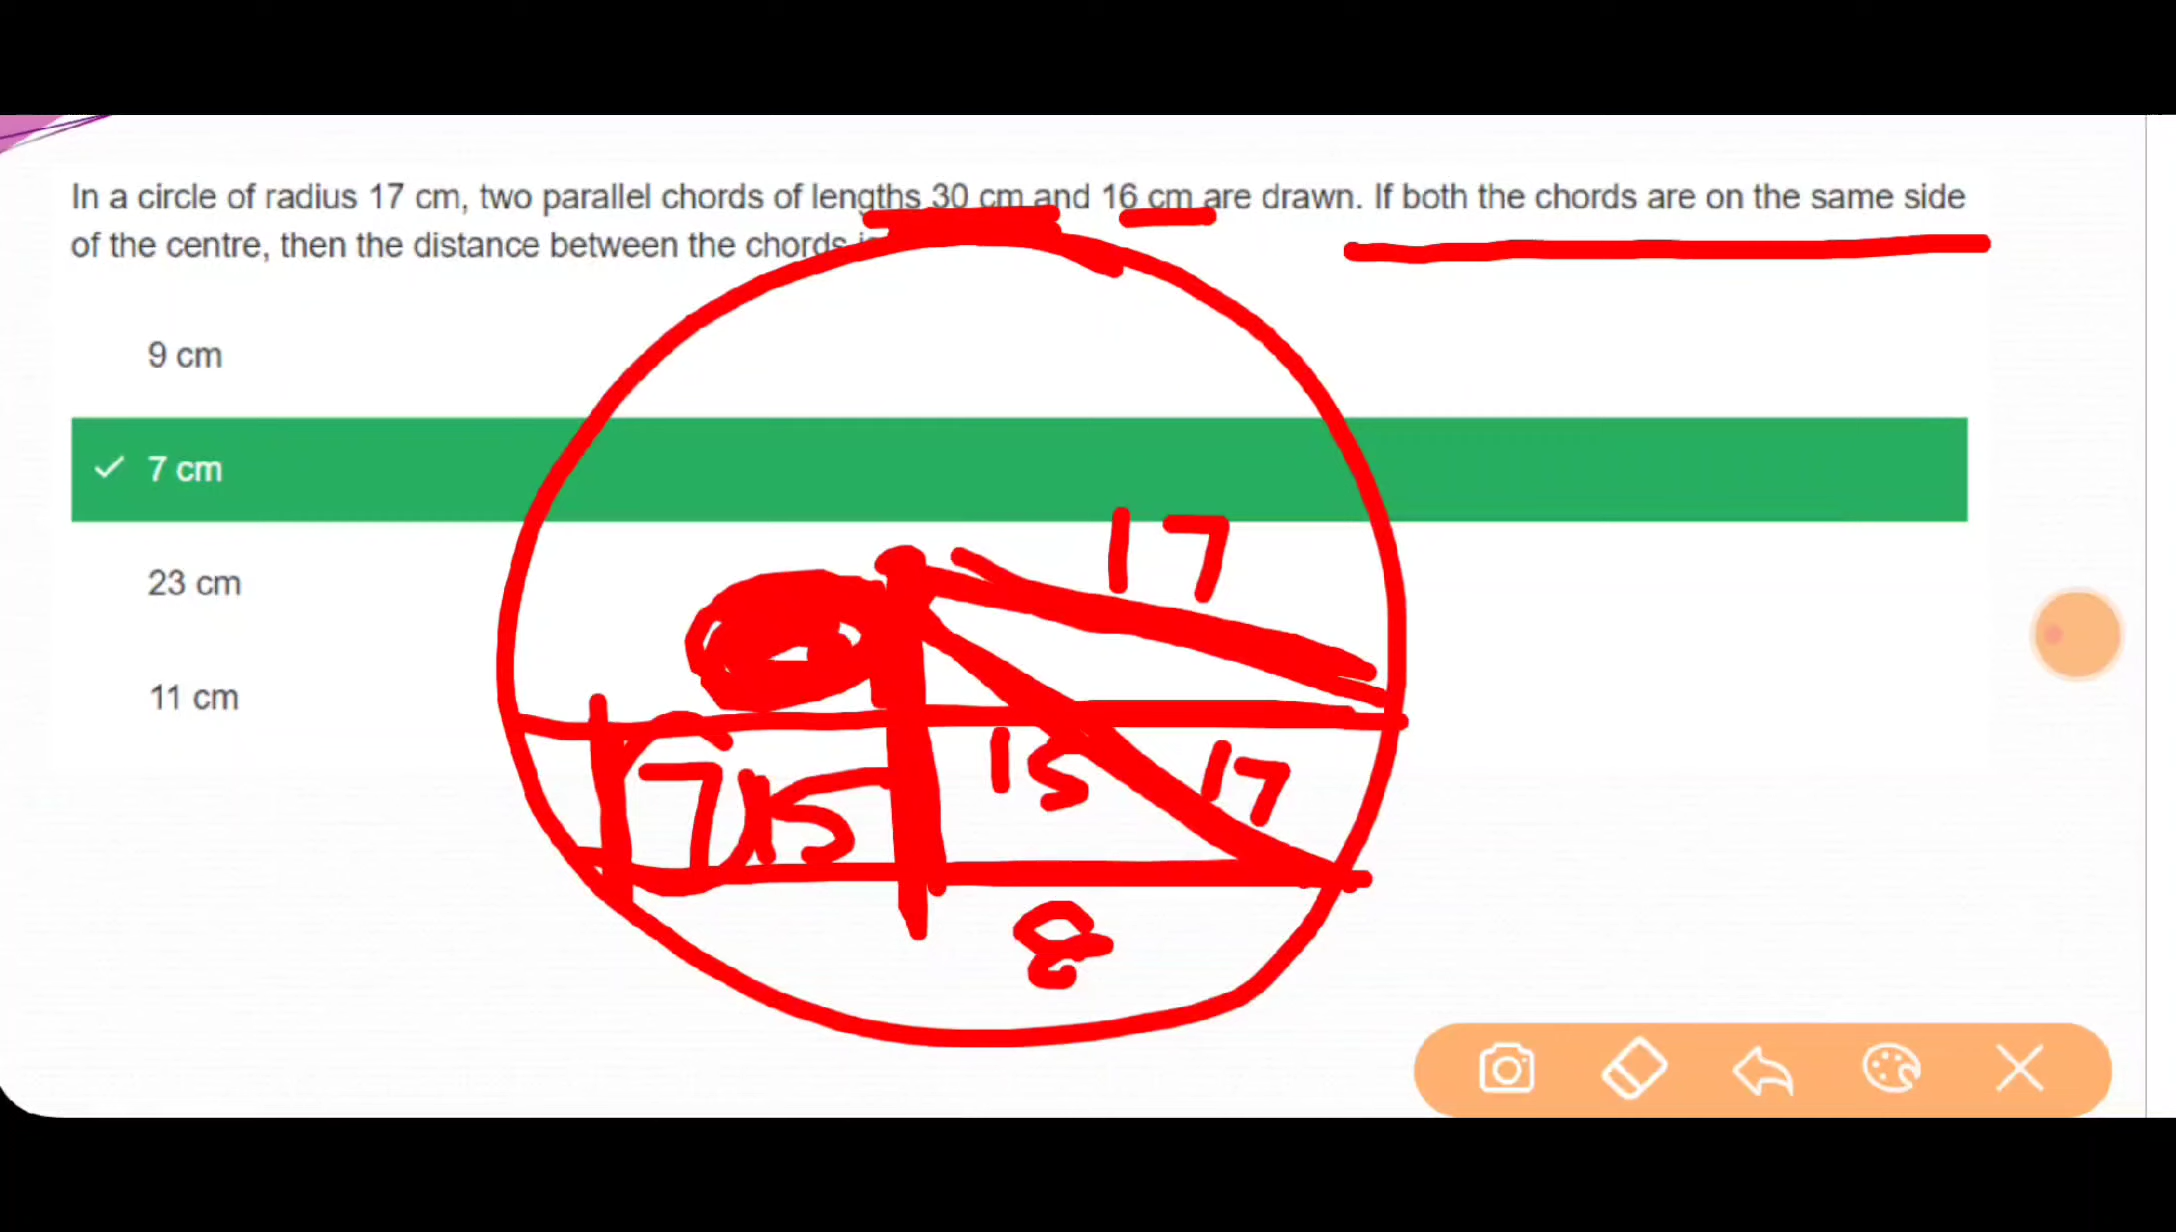 In a circle of radius 17 cm, two parallel chords of lengths 30 cm and 16 cm are drawn. If both the chords are on the same side
of the centre, then the distance between the chords
9 cm
✓ 7 cm
17
23 cm
11 cm
7 15 15 17
8